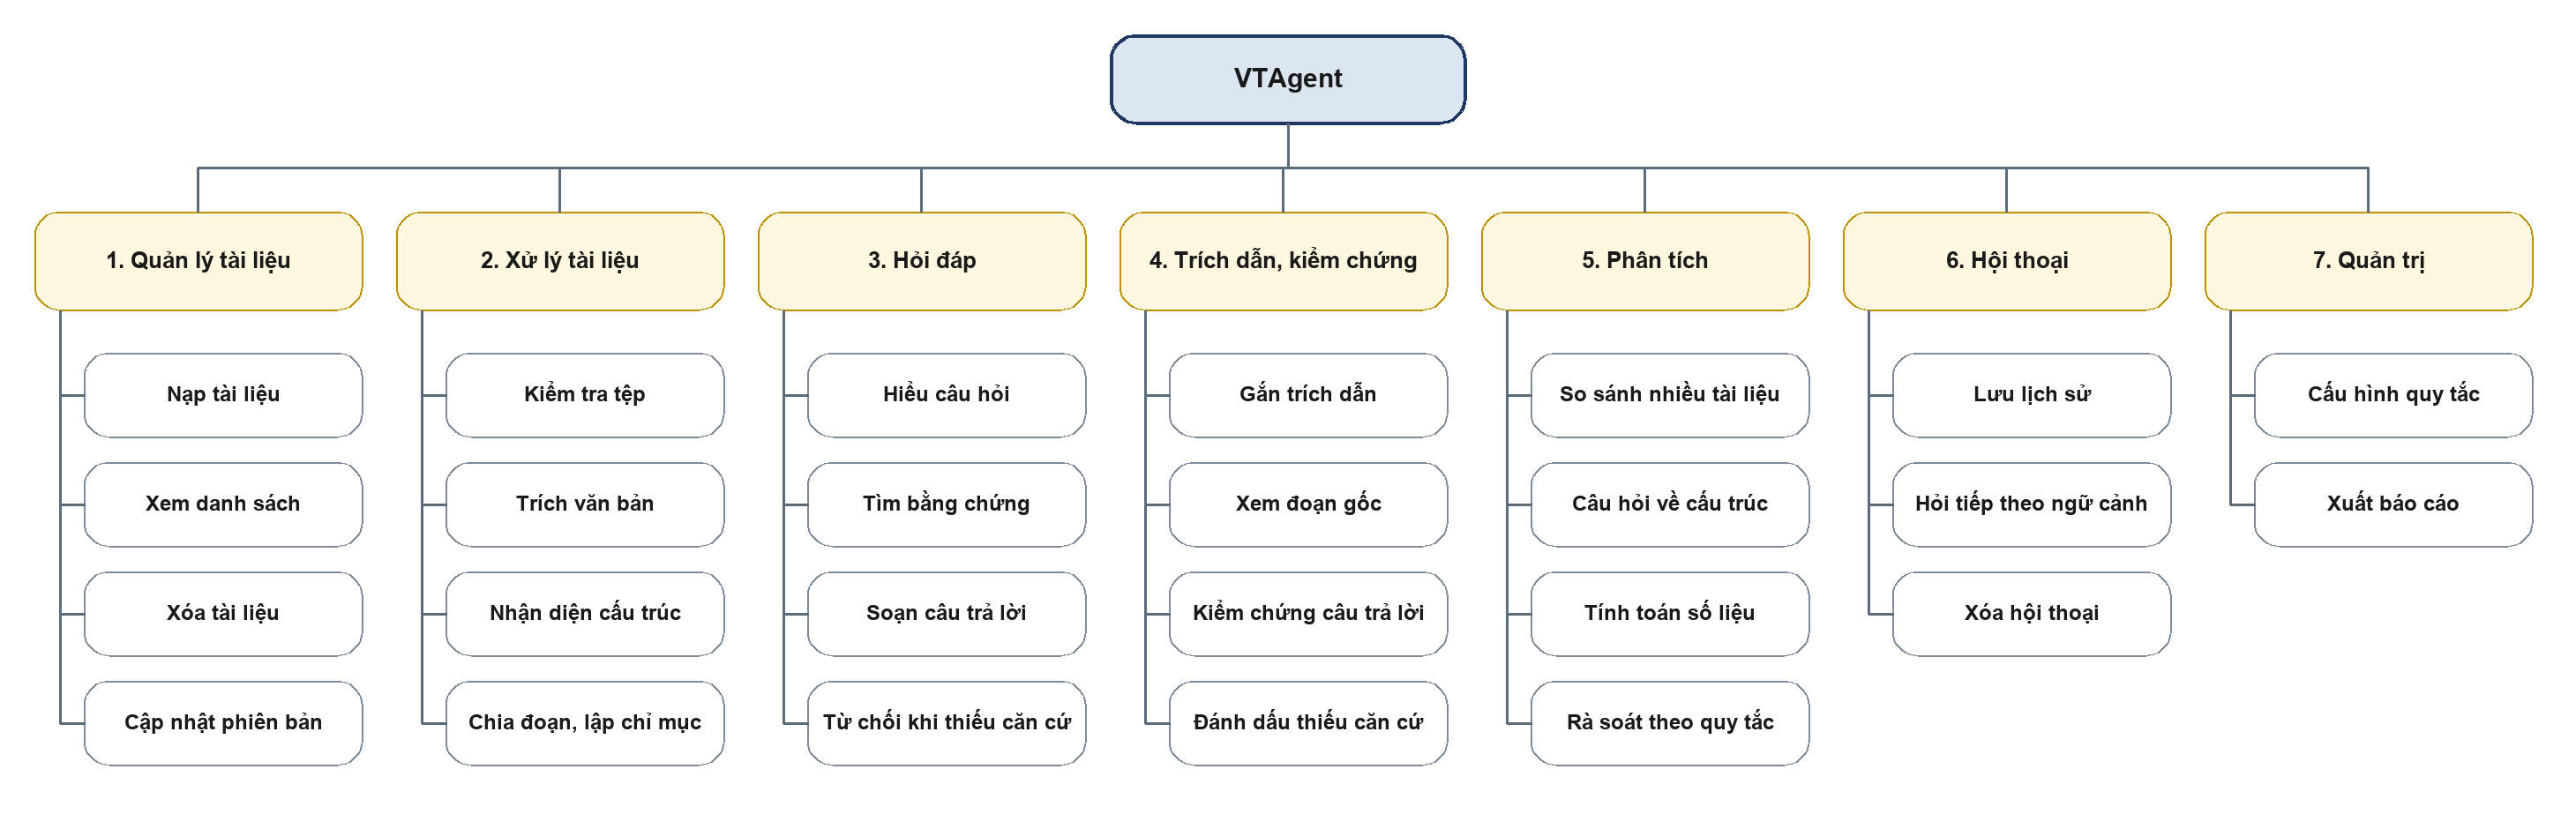 VTAgent
1. Quản lý tài liệu
Nạp tài liệu
Xem danh sách
Xóa tài liệu
Cập nhật phiên bản
2. Xử lý tài liệu
Kiểm tra tệp
Trích văn bản
Nhận diện cấu trúc
Chia đoạn, lập chỉ mục
3. Hỏi đáp
Hiểu câu hỏi
Tìm bằng chứng
Soạn câu trả lời
Từ chối khi thiếu căn cứ
4. Trích dẫn, kiểm chứng
Gắn trích dẫn
Xem đoạn gốc
Kiểm chứng câu trả lời
Đánh dấu thiếu căn cứ
5. Phân tích
So sánh nhiều tài liệu
Câu hỏi về cấu trúc
Tính toán số liệu
Rà soát theo quy tắc
6. Hội thoại
Lưu lịch sử
Hỏi tiếp theo ngữ cảnh
Xóa hội thoại
7. Quản trị
Cấu hình quy tắc
Xuất báo cáo